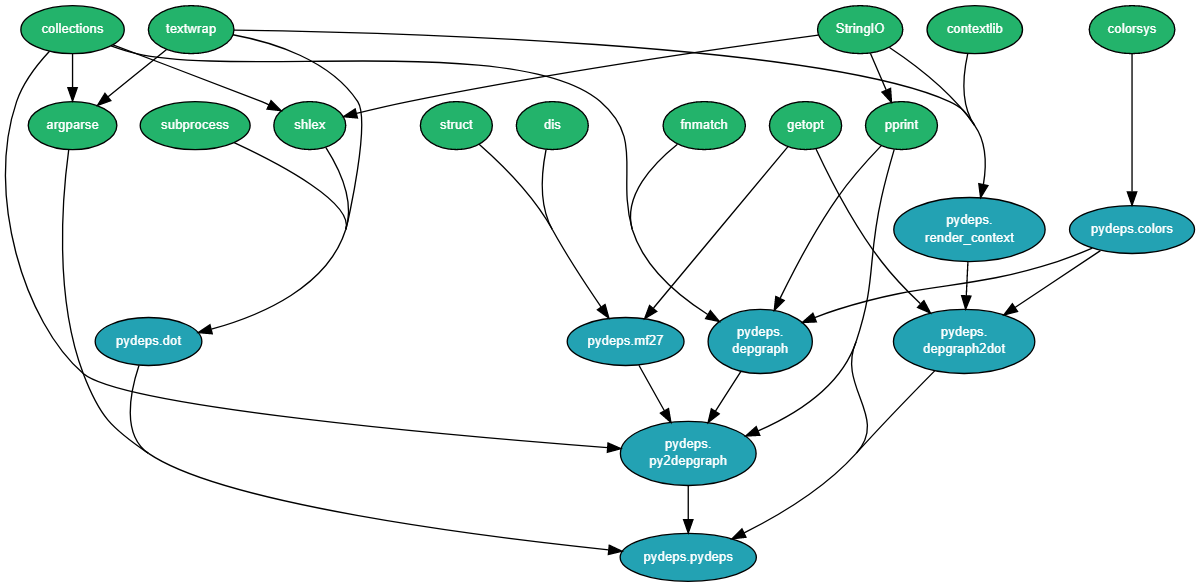 collections
textwrap
StringIO
contextlib
colorsys
argparse
subprocess
shlex
struct
dis
fnmatch
getopt
pprint
pydeps.
render_context
pydeps.colors
pydeps.dot
pydeps.mf27
pydeps.
depgraph
pydeps.
depgraph2dot
pydeps.
py2depgraph
pydeps.pydeps